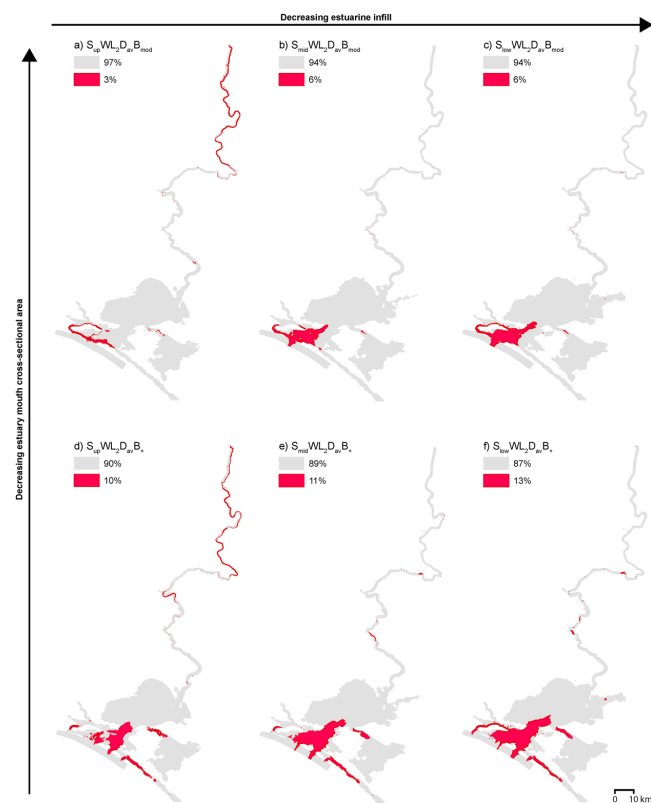 Decreasing estuarine infill
Decreasing estuary mouth cross-sectional area
a) SupWL2DavBmod
97%
3%
b) SmidWL2DavBmod
94%
6%
c) SlowWL2DavBmod
94%
6%
d) SupWL2DavB+
90%
10%
e) SmidWL2DavB+
89%
11%
f) SlowWL2DavB+
87%
13%
0 10 km